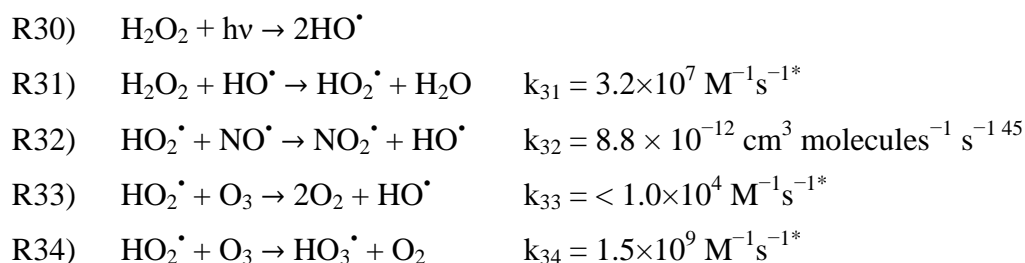 R30) H₂O₂ + hν → 2HO•
R31) H₂O₂ + HO• → HO₂• + H₂O k₃₁ = 3.2×10⁷ M⁻¹s⁻¹*
R32) HO₂• + NO• → NO₂• + HO• k₃₂ = 8.8 × 10⁻¹² cm³ molecules⁻¹ s⁻¹ ⁴⁵
R33) HO₂• + O₃ → 2O₂ + HO• k₃₃ = < 1.0×10⁴ M⁻¹s⁻¹*
R34) HO₂• + O₃ → HO₃• + O₂ k₃₄ = 1.5×10⁹ M⁻¹s⁻¹*